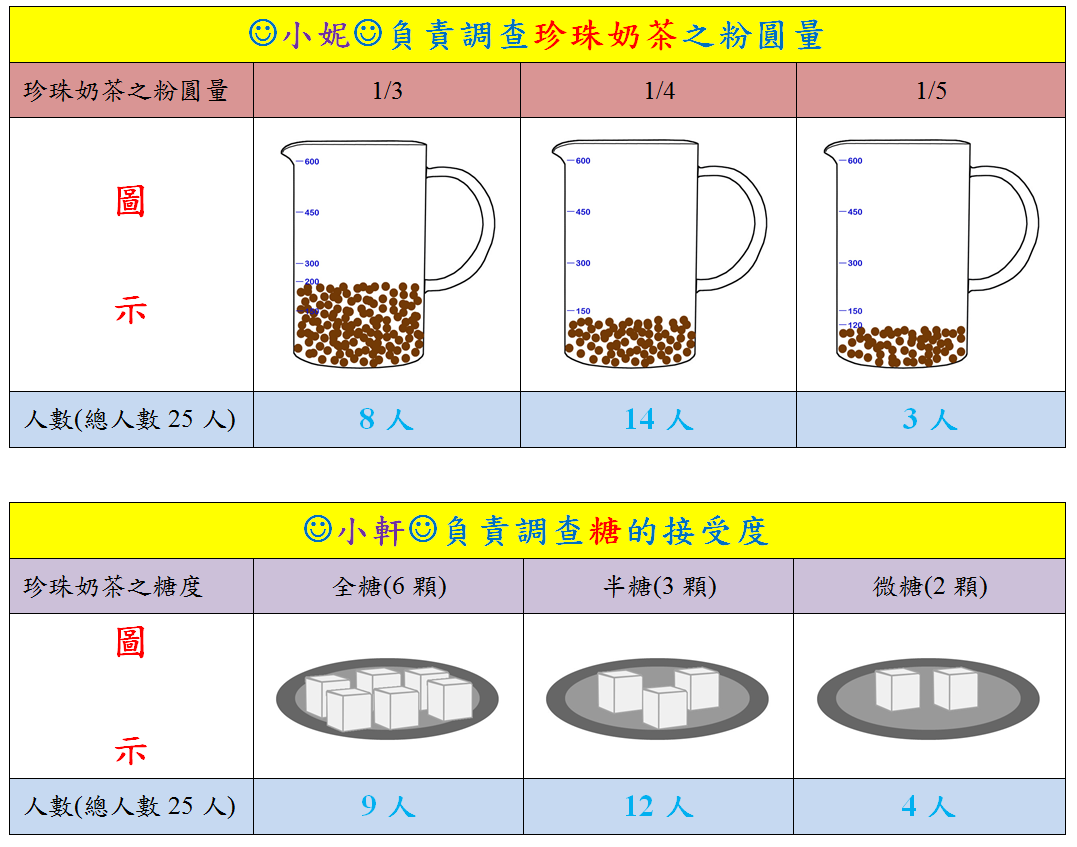 ☺小妮☺負責調查珍珠奶茶之粉圓量
珍珠奶茶之粉圓量 1/3 1/4 1/5
圖
示
600
450
300
200
150
600
450
300
150
600
450
300
150
120
人數(總人數 25 人) 8 人 14 人 3 人
☺小軒☺負責調查糖的接受度
珍珠奶茶之糖度 全糖(6 顆) 半糖(3 顆) 微糖(2 顆)
圖
示
人數(總人數 25 人) 9 人 12 人 4 人